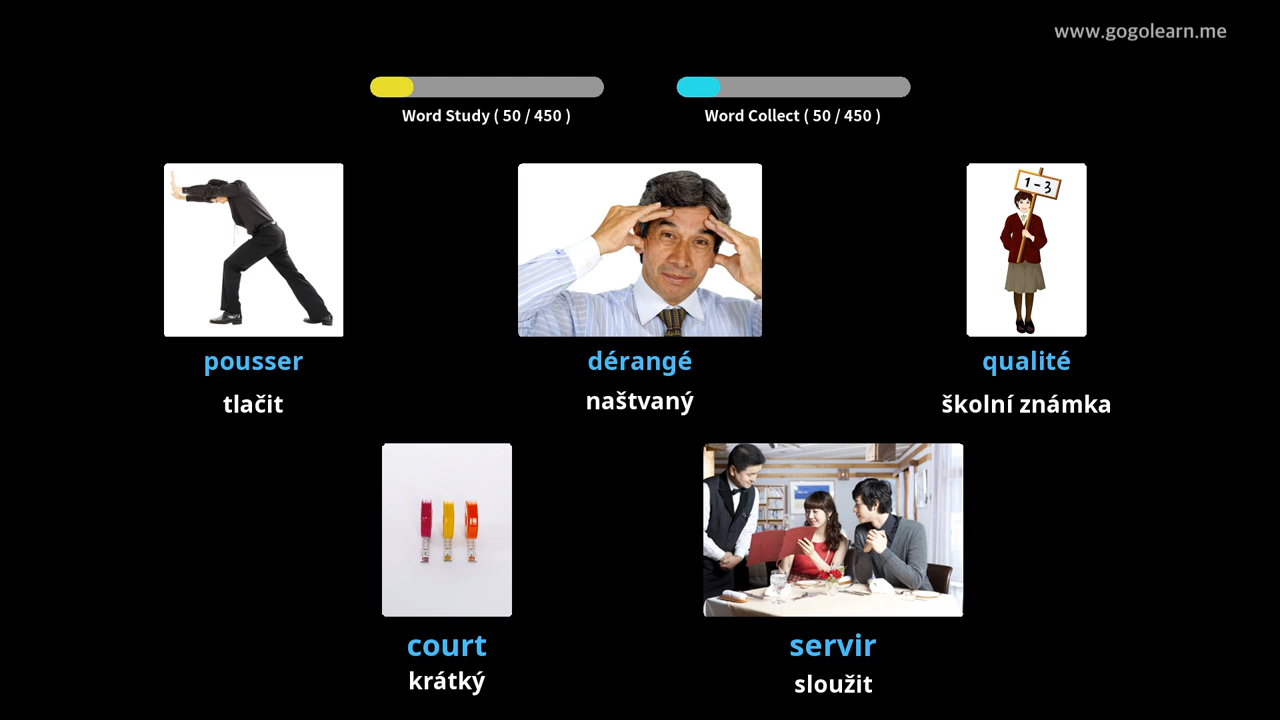 www.gogolearn.me
Word Study ( 50 / 450 )
Word Collect ( 50 / 450 )
1 - 3
pousser
tlačit
dérangé
naštvaný
qualité
školní známka
court
krátký
servir
sloužit